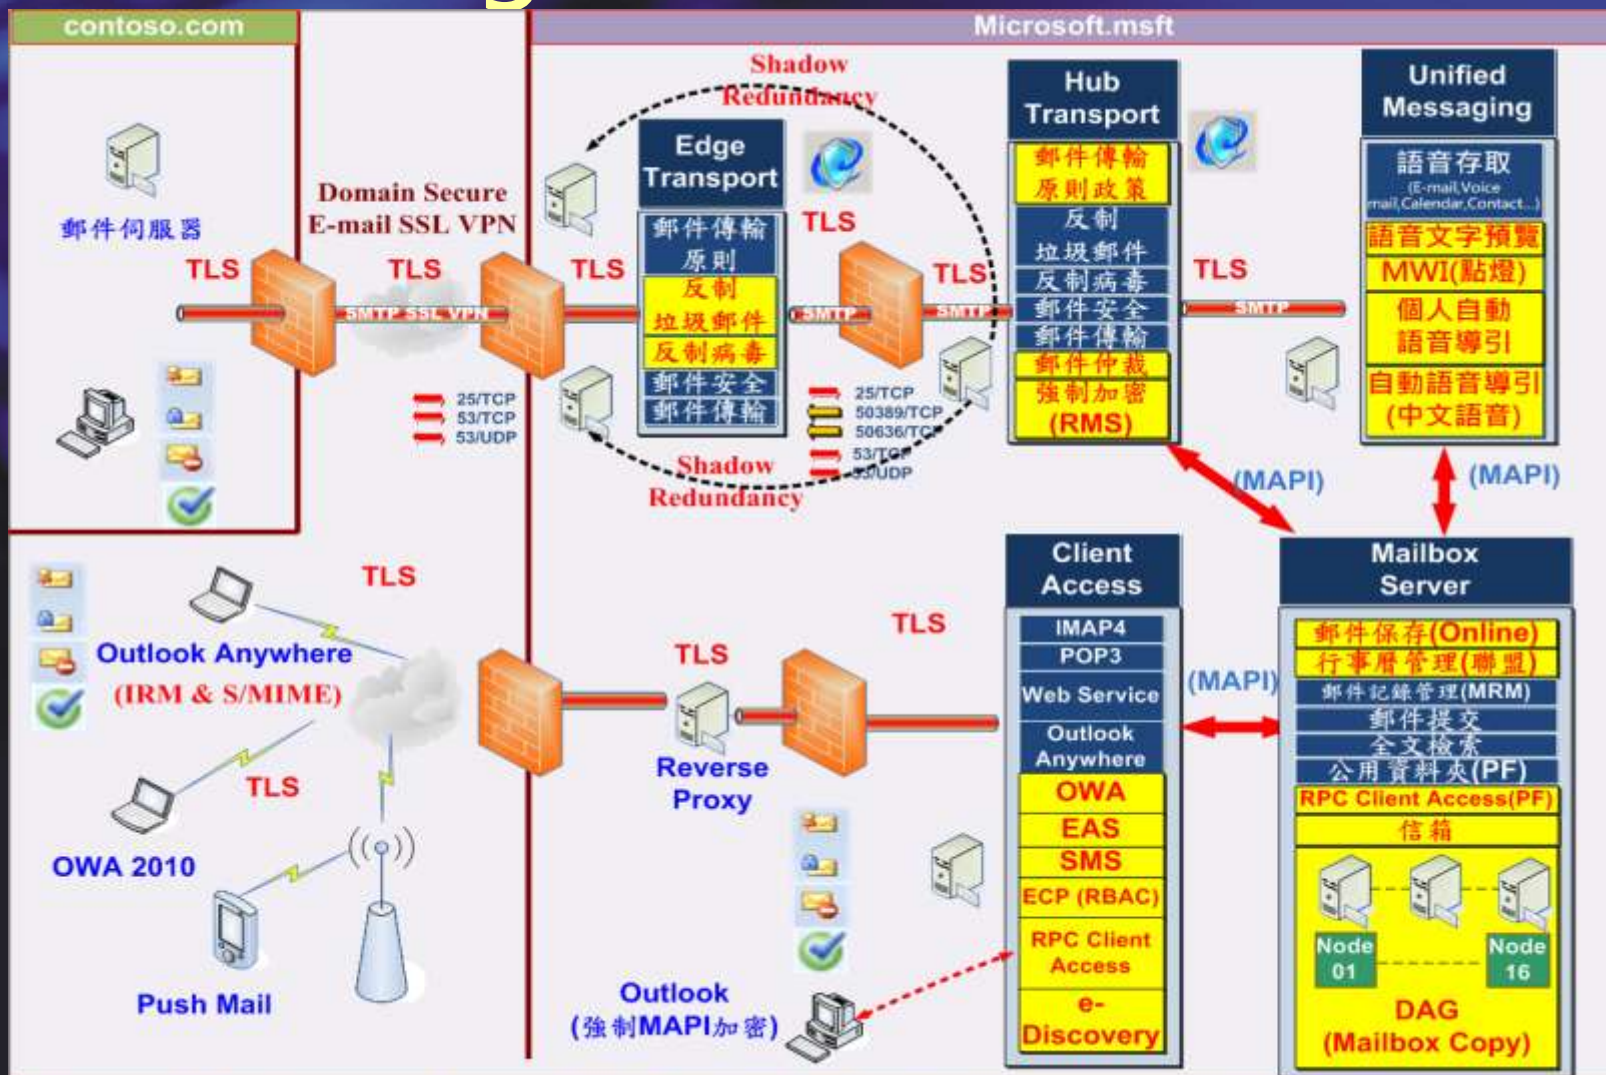 g
contoso.com
Microsoft.msft
郵件伺服器
Domain Secure
E-mail SSL VPN
TLS
TLS
TLS
SMTP SSL VPN
25/TCP
53/TCP
53/UDP
Shadow
Redundancy
Edge
Transport
郵件傳輸
原則
反制
垃圾郵件
反制病毒
郵件安全
郵件傳輸
TLS
SMTP
TLS
SMTP
25/TCP
50389/TCP
50636/TCP
53/TCP
53/UDP
Shadow
Redundancy
Hub
Transport
郵件傳輸
原則政策
反制
垃圾郵件
反制病毒
郵件安全
郵件傳輸
郵件仲裁
強制加密
(RMS)
TLS
SMTP
Unified
Messaging
語音存取
(E-mail,Voice
mail,Calendar,Contact...)
語音文字預覽
MWI(點燈)
個人自動
語音導引
自動語音導引
(中文語音)
(MAPI)
(MAPI)
TLS
Outlook Anywhere
(IRM & S/MIME)
TLS
OWA 2010
Push Mail
TLS
Reverse
Proxy
TLS
Outlook
(強制MAPI加密)
Client
Access
IMAP4
POP3
Web Service
Outlook
Anywhere
OWA
EAS
SMS
ECP (RBAC)
RPC Client
Access
e-
Discovery
(MAPI)
Mailbox
Server
郵件保存(Online)
行事曆管理(聯盟)
郵件記錄管理(MRM)
郵件提交
全文檢索
公用資料夾(PF)
RPC Client Access(PF)
信箱
Node
01
Node
16
DAG
(Mailbox Copy)